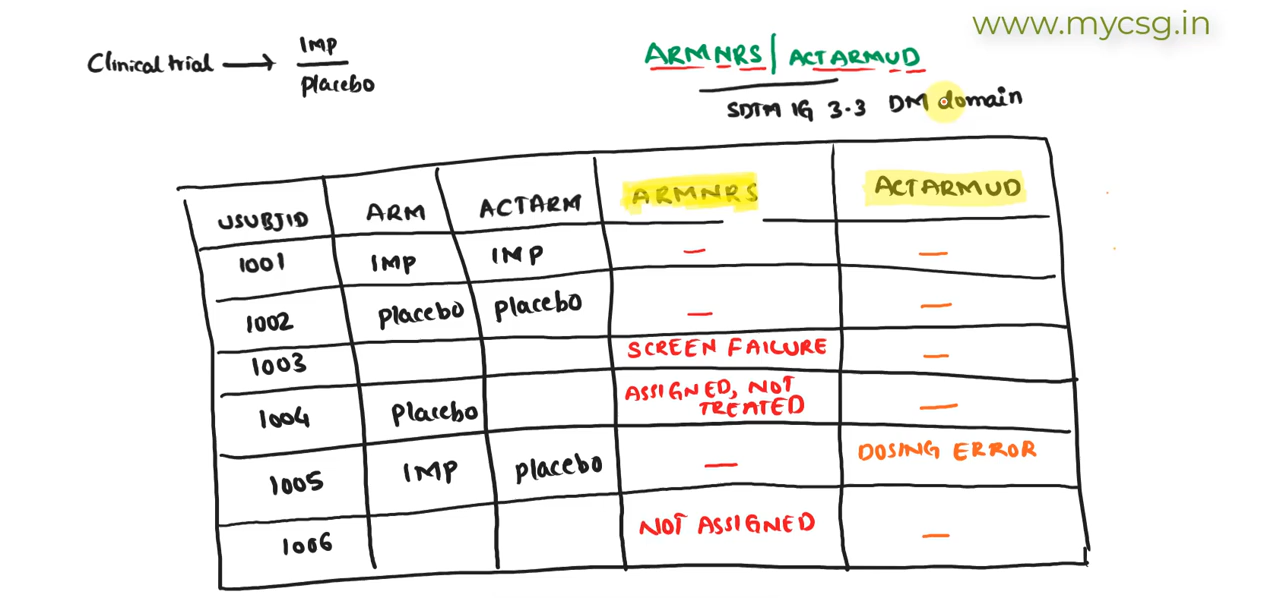 www.mycsg.in
Clinical trial → IMP
Placebo
ARMNRS | ACTARMUD
SDTM IG 3.3 DM domain
USUBJID ARM ACTARM ARMNRS ACTARMUD
1001 IMP IMP – –
1002 Placebo Placebo – –
1003 SCREEN FAILURE –
1004 Placebo ASSIGNED, NOT
TREATED –
1005 IMP placebo – DOSING ERROR
1006 NOT ASSIGNED –